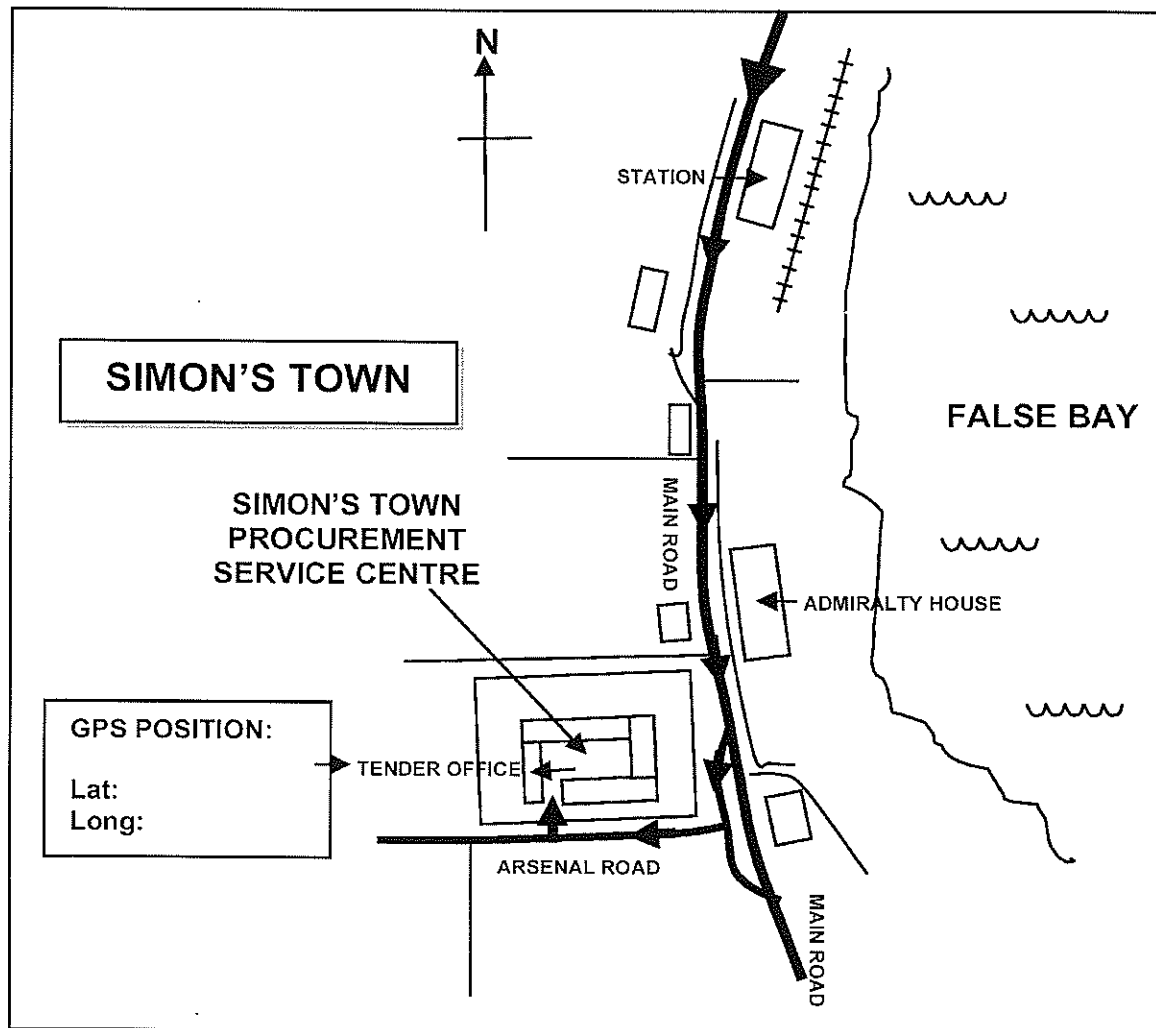 N
STATION
SIMON'S TOWN
FALSE BAY
SIMON'S TOWN
PROCUREMENT
SERVICE CENTRE
MAIN ROAD
ADMIRALTY HOUSE
GPS POSITION:
Lat:
Long:
TENDER OFFICE
ARSENAL ROAD
MAIN ROAD